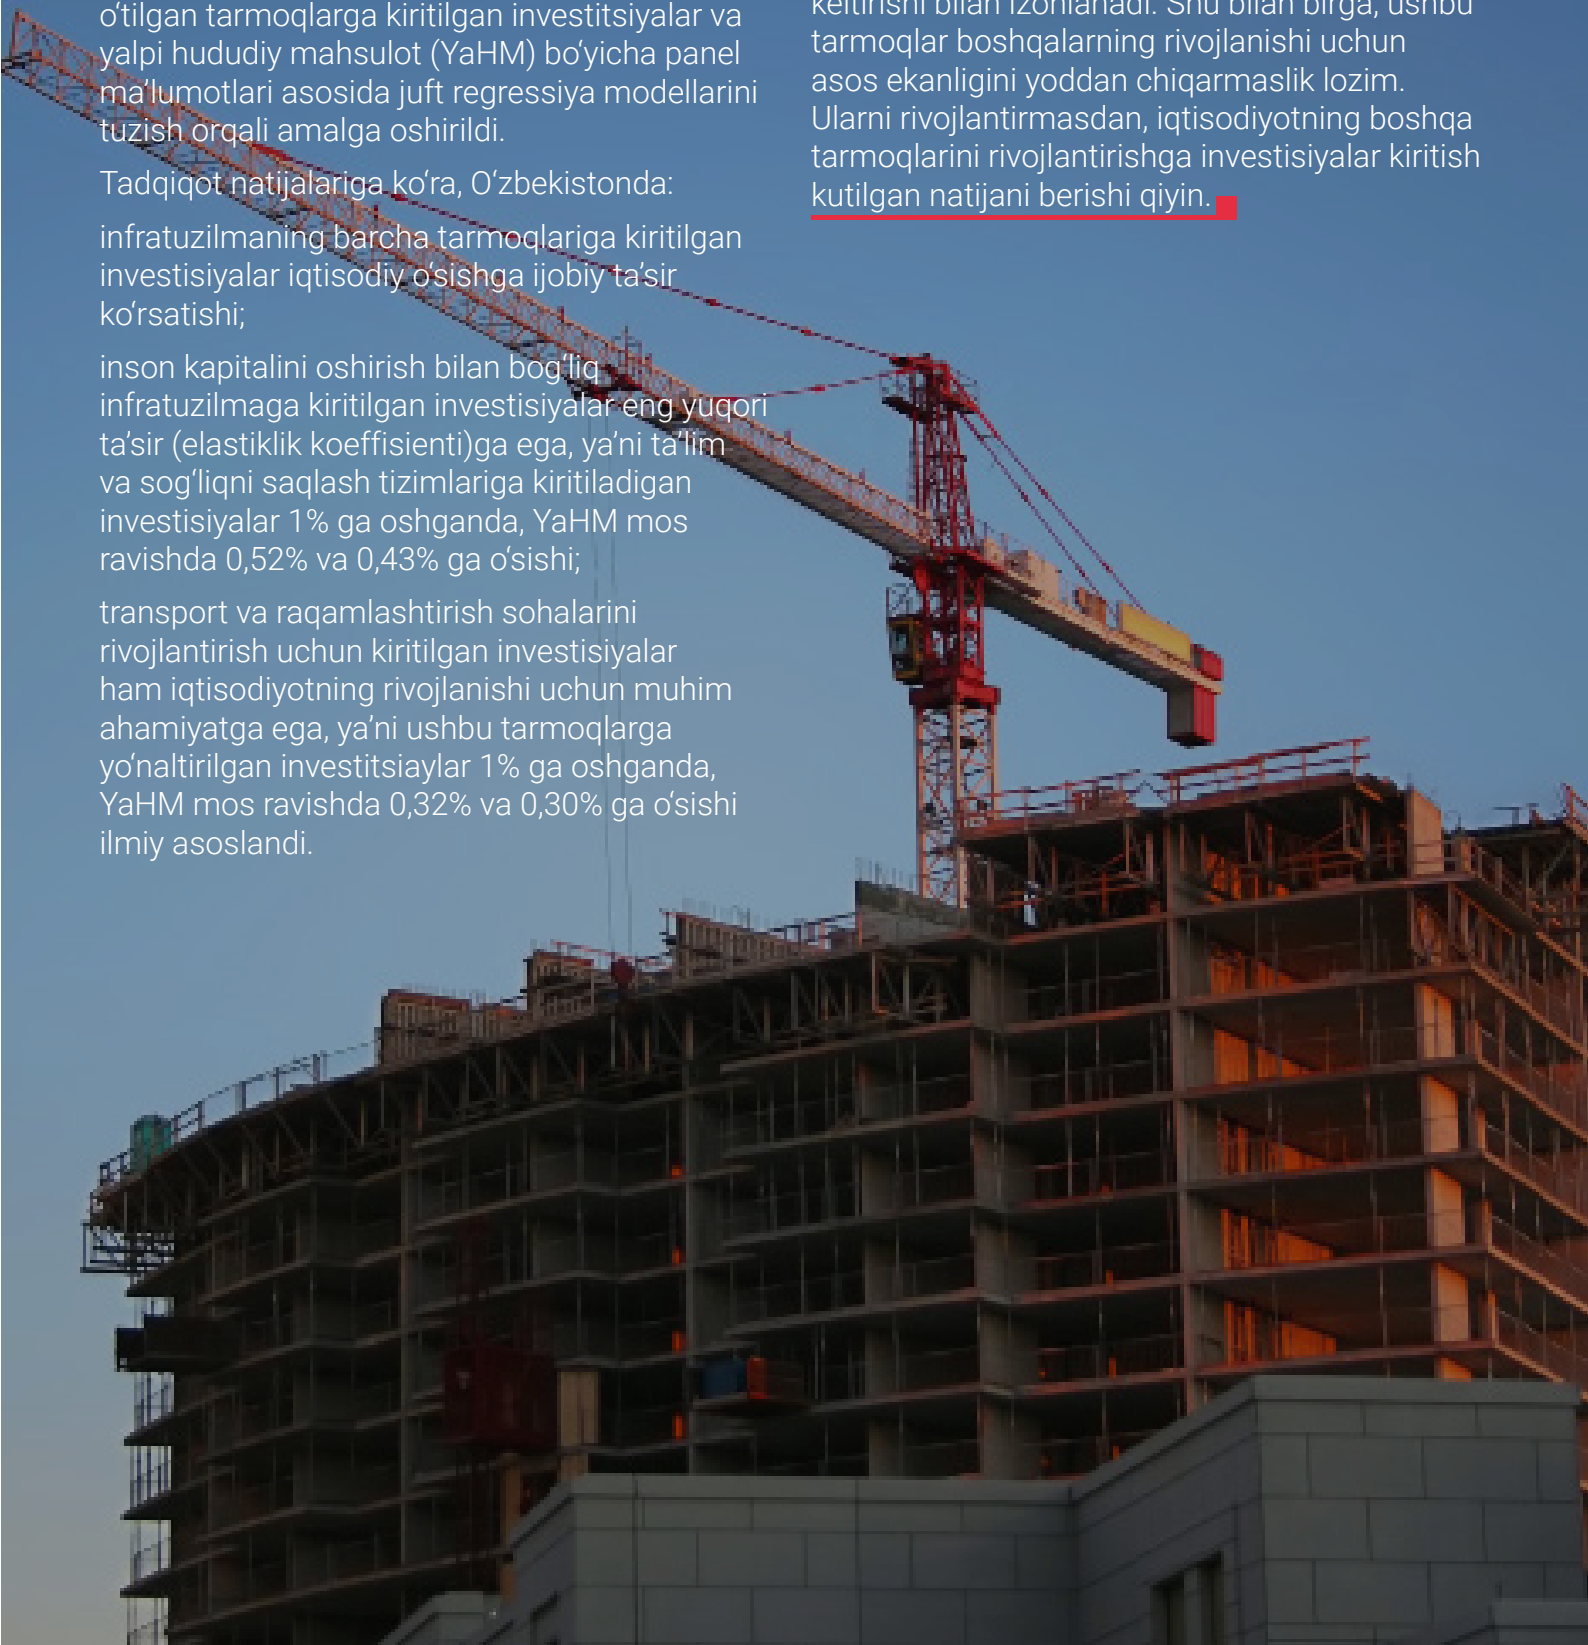 o‘tilgan tarmoqlarga kiritilgan investitsiyalar va
yalpi hududiy mahsulot (YaHM) bo‘yicha panel
ma’lumotlari asosida juft regressiya modellarini
tuzish orqali amalga oshirildi.
Tadqiqot natijalariga ko‘ra, O‘zbekistonda:
infratuzilmaning barcha tarmoqlariga kiritilgan
investisiyalar iqtisodiy o‘sishga ijobiy ta’sir
ko‘rsatishi;
inson kapitalini oshirish bilan bog‘liq
infratuzilmaga kiritilgan investisiyalar eng yuqori
ta’sir (elastiklik koeffisienti)ga ega, ya’ni ta’lim
va sog‘liqni saqlash tizimlariga kiritiladigan
investisiyalar 1% ga oshganda, YaHM mos
ravishda 0,52% va 0,43% ga o‘sishi;
transport va raqamlashtirish sohalarini
rivojlantirish uchun kiritilgan investisiyalar
ham iqtisodiyotning rivojlanishi uchun muhim
ahamiyatga ega, ya’ni ushbu tarmoqlarga
yo‘naltirilgan investitsiaylar 1% ga oshganda,
YaHM mos ravishda 0,32% va 0,30% ga o‘sishi
ilmiy asoslandi.
keltirishi bilan izohlanadi. Shu bilan birga, ushbu
tarmoqlar boshqalarning rivojlanishi uchun
asos ekanligini yoddan chiqarmaslik lozim.
Ularni rivojlantirmasdan, iqtisodiyotning boshqa
tarmoqlarini rivojlantirishga investisiyalar kiritish
kutilgan natijani berishi qiyin.